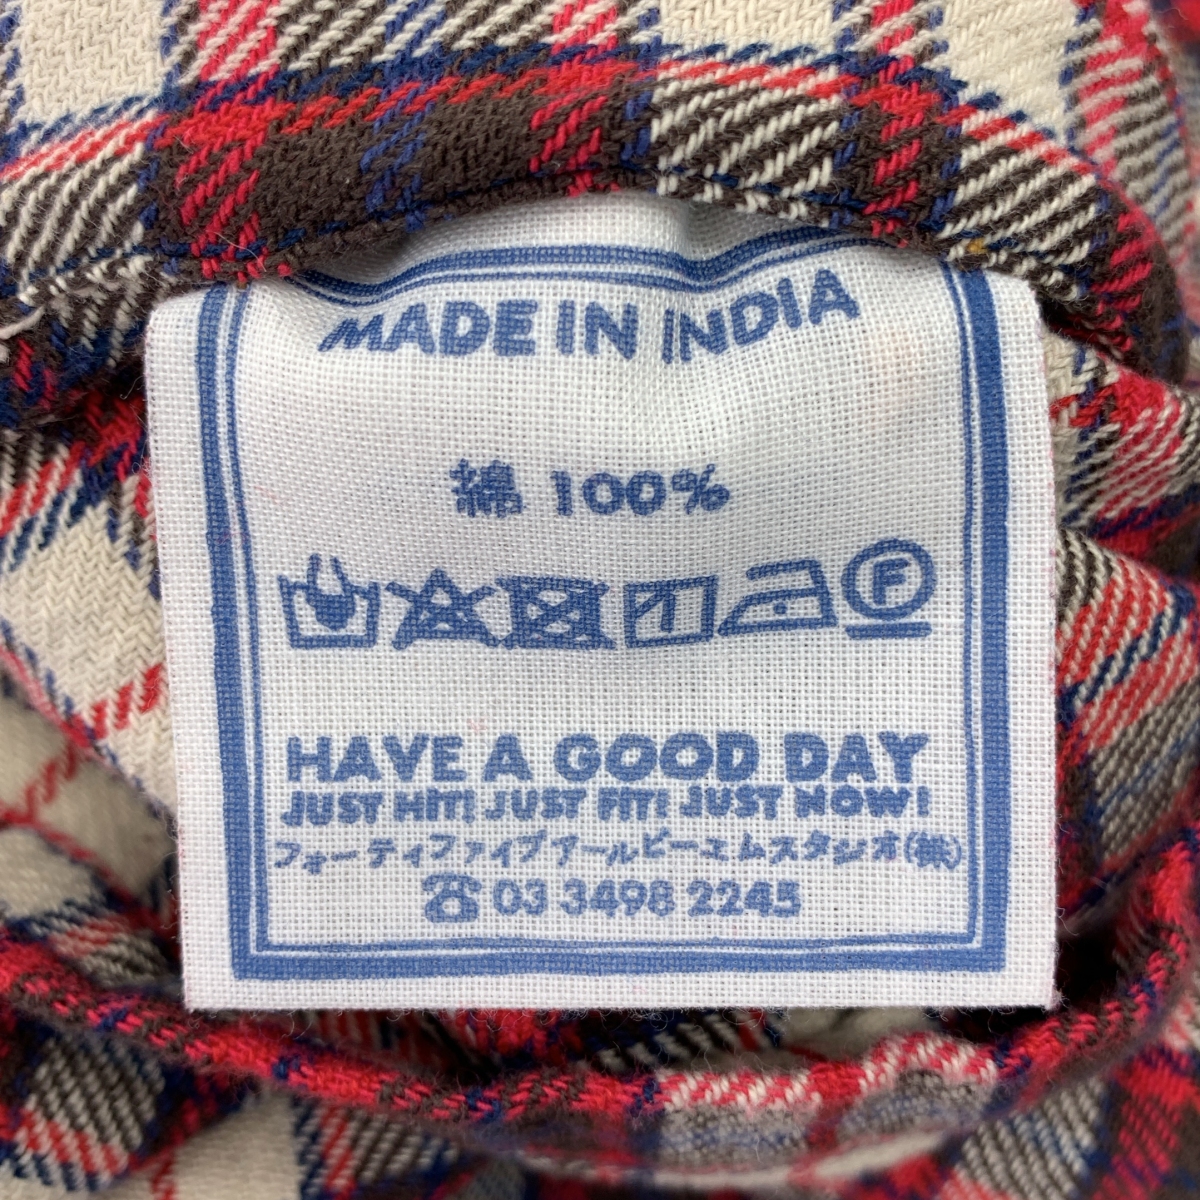 MADE IN INDIA
綿 100%
F
HAVE A GOOD DAY
JUST HIT! JUST FIT! JUST NOW!
フォーティファイブアールピーエムスタジオ(株)
☎ 03 3498 2245